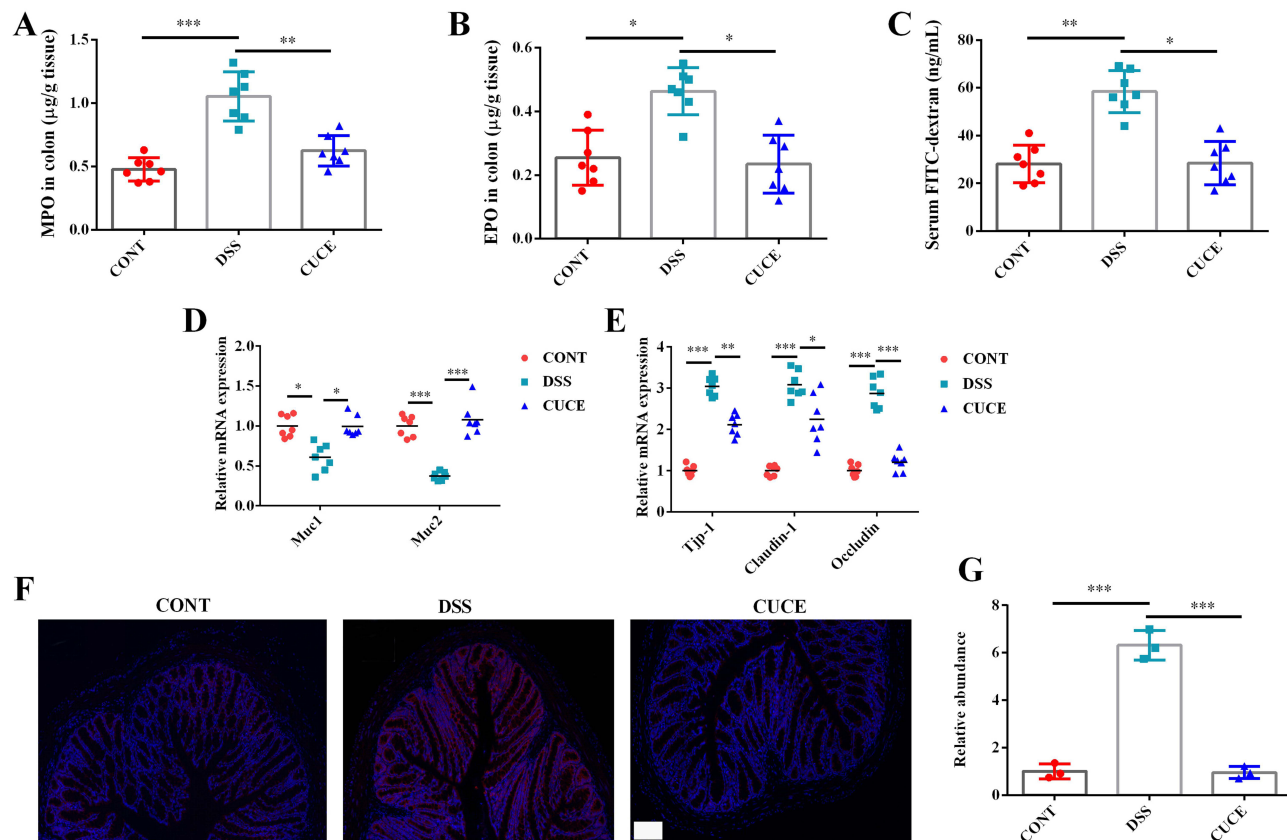 A
MPO in colon (μg/g tissue)
1.5
1.0
0.5
0.0
***
**
CONT
DSS
CUCE
B
EPO in colon (μg/g tissue)
0.6
0.4
0.2
0.0
*
*
CONT
DSS
CUCE
C
Serum FITC-dextran (ng/mL)
80
60
40
20
0
**
*
CONT
DSS
CUCE
D
Relative mRNA expression
2.0
1.5
1.0
0.5
0.0
*
*
***
***
Muc1
Muc2
CONT
DSS
CUCE
E
Relative mRNA expression
4
3
2
1
0
***
**
***
*
***
***
Tjp-1
Claudin-1
Occludin
CONT
DSS
CUCE
F
CONT
DSS
CUCE
G
Relative abundance
8
6
4
2
0
***
***
CONT
DSS
CUCE